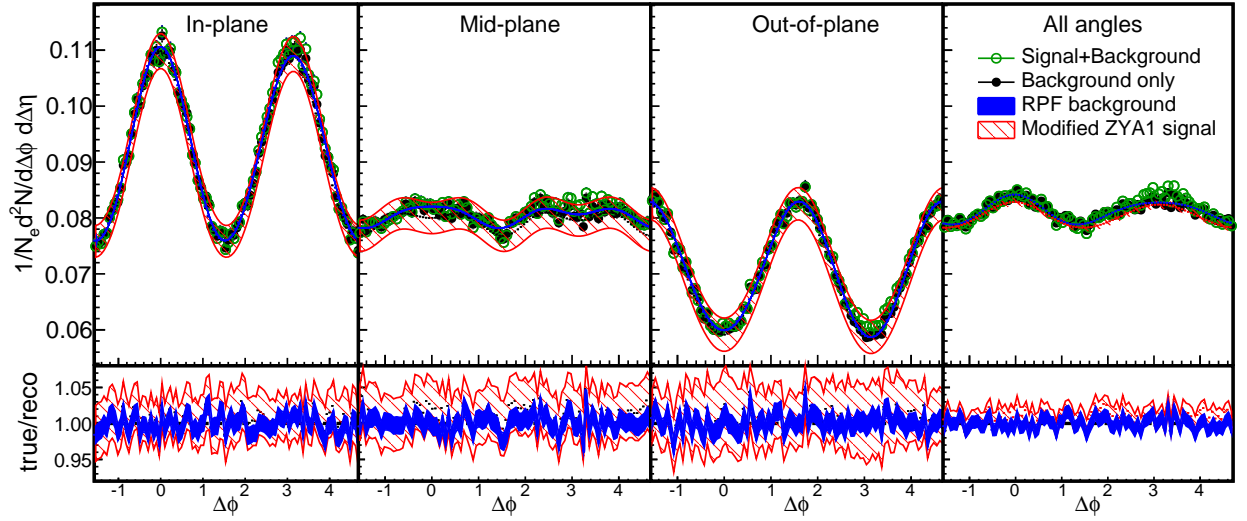 In-plane
Mid-plane
Out-of-plane
All angles
Signal+Background
Background only
RPF background
Modified ZYA1 signal
1/Nₑd²N/dΔϕ dΔη
0.11
0.10
0.09
0.08
0.07
0.06
true/reco
1.05
1.00
0.95
-1 0 1 2 3 4
-1 0 1 2 3 4
-1 0 1 2 3 4
-1 0 1 2 3 4
Δϕ
Δϕ
Δϕ
Δϕ